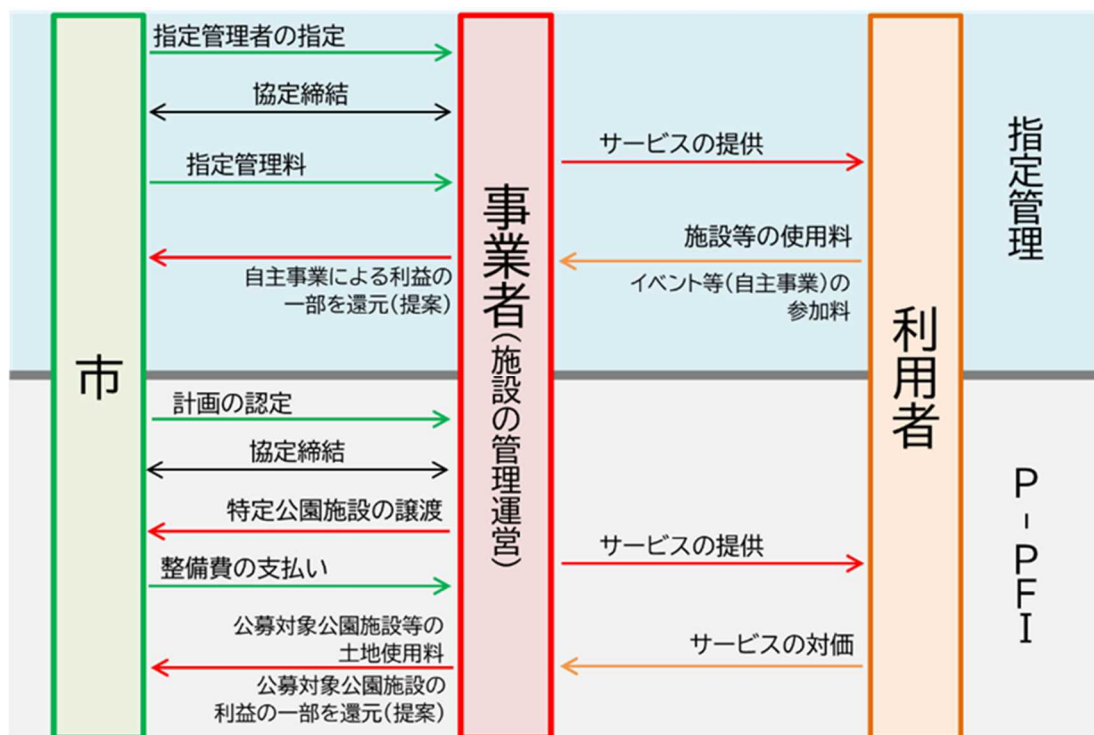 指定管理者の指定
協定締結
指定管理料
自主事業による利益の
一部を還元(提案)
サービスの提供
施設等の使用料
イベント等(自主事業)の
参加料
指定管理
市
事業者(施設の管理運営)
利用者
計画の認定
協定締結
特定公園施設の譲渡
整備費の支払い
公募対象公園施設等の
土地使用料
公募対象公園施設の
利益の一部を還元(提案)
サービスの提供
サービスの対価
P-PFI